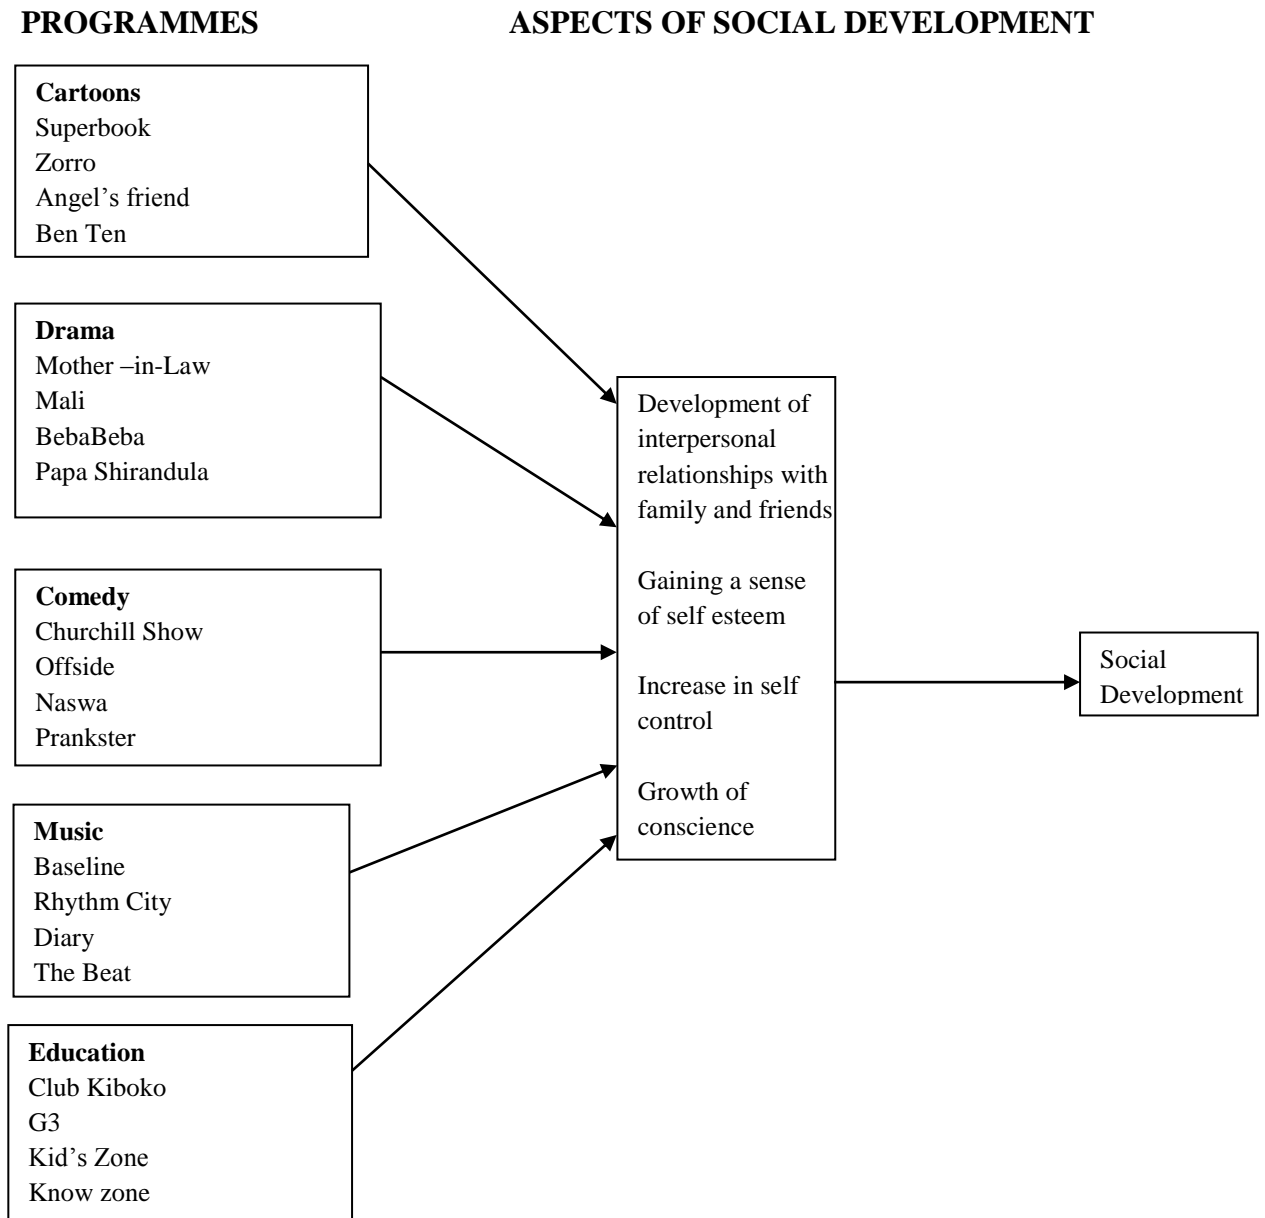 PROGRAMMES
ASPECTS OF SOCIAL DEVELOPMENT
Cartoons
Superbook
Zorro
Angel’s friend
Ben Ten
Drama
Mother –in-Law
Mali
BebaBeba
Papa Shirandula
Comedy
Churchill Show
Offside
Naswa
Prankster
Music
Baseline
Rhythm City
Diary
The Beat
Education
Club Kiboko
G3
Kid’s Zone
Know zone
Development of
interpersonal
relationships with
family and friends
Gaining a sense
of self esteem
Increase in self
control
Growth of
conscience
Social
Development